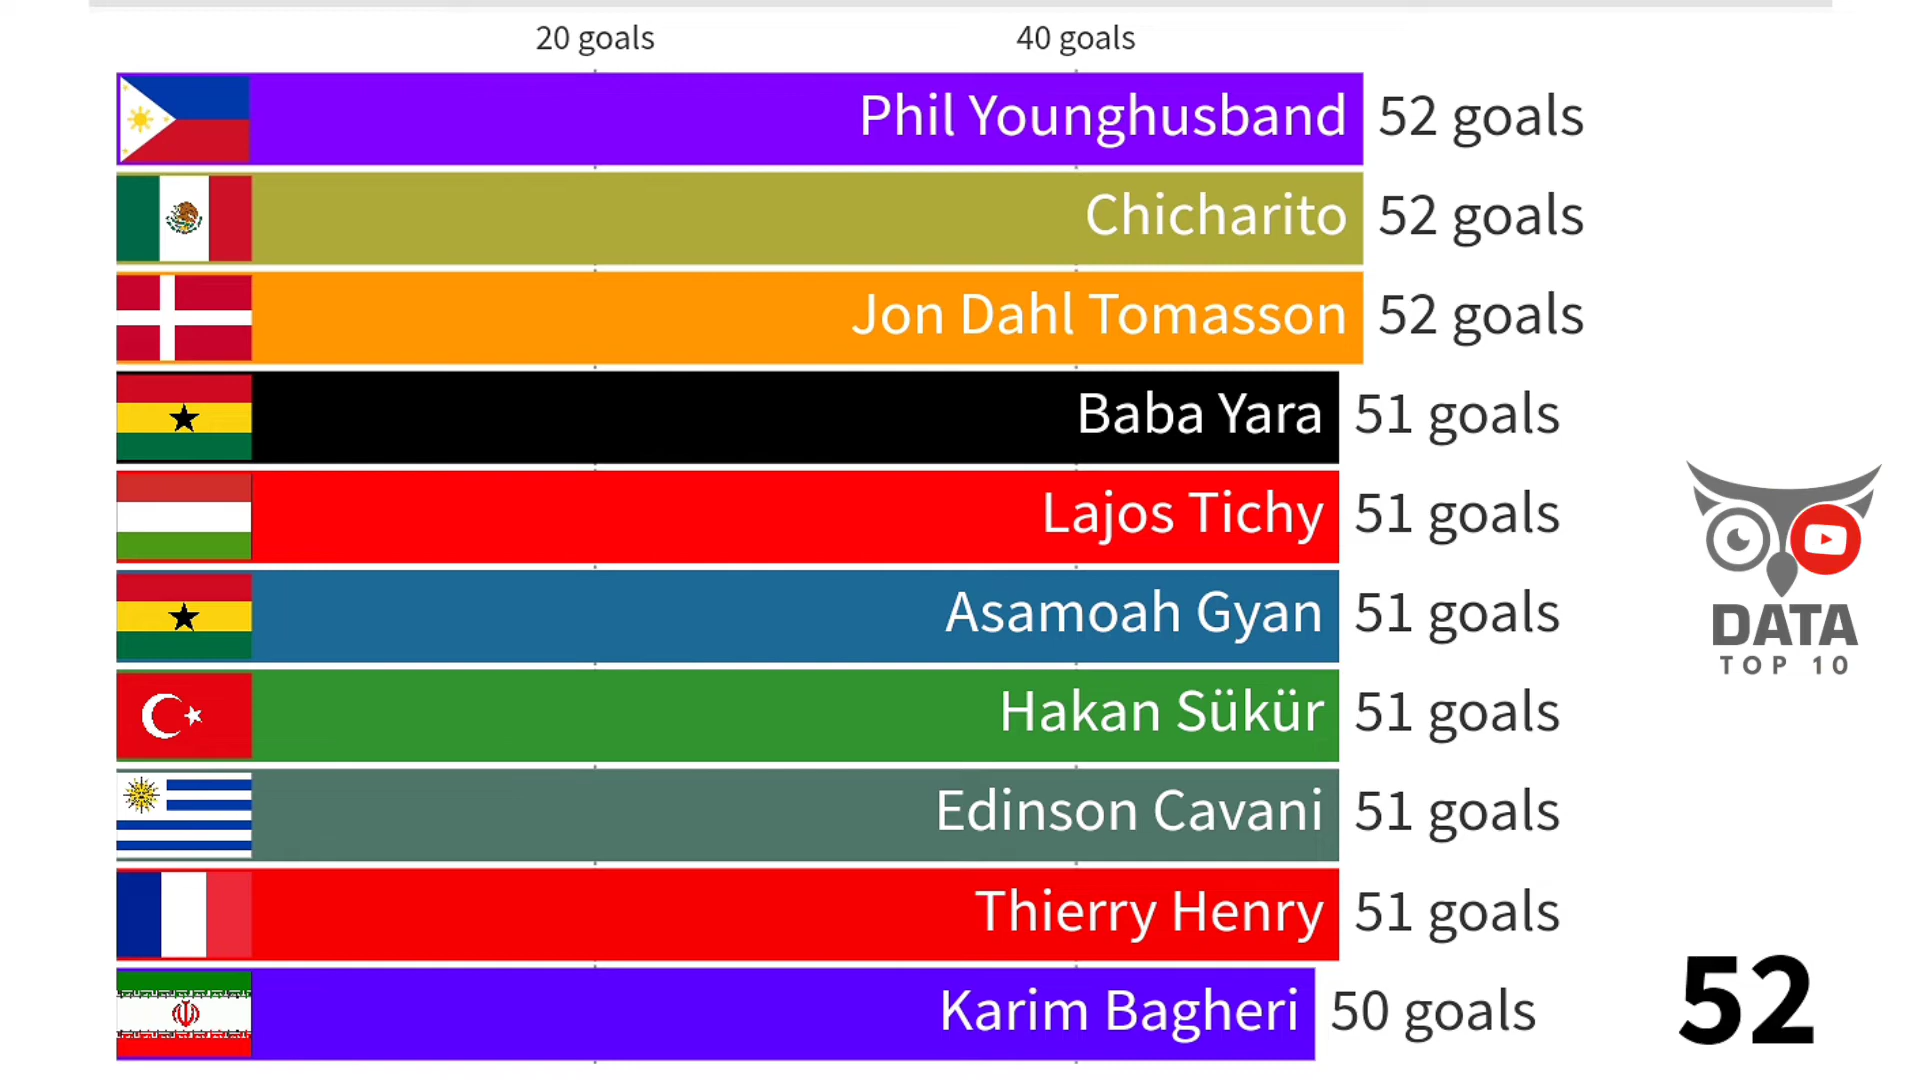 20 goals 40 goals
Phil Younghusband 52 goals
Chicharito 52 goals
Jon Dahl Tomasson 52 goals
Baba Yara 51 goals
Lajos Tichy 51 goals
Asamoah Gyan 51 goals
Hakan Sükür 51 goals
Edinson Cavani 51 goals
Thierry Henry 51 goals
Karim Bagheri 50 goals
DATA
TOP 10
52